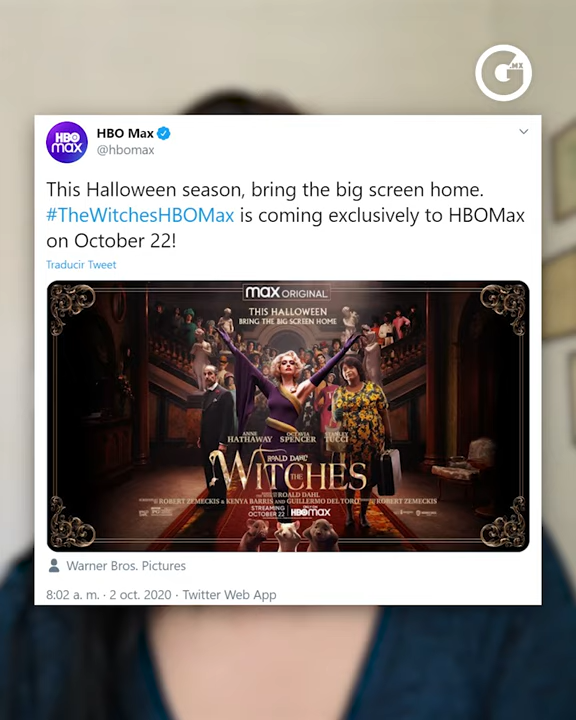 G.MX
HBO
max
HBO Max
@hbomax
This Halloween season, bring the big screen home.
#TheWitchesHBOMax is coming exclusively to HBOMax
on October 22!
Traducir Tweet
max ORIGINAL
THIS HALLOWEEN
BRING THE BIG SCREEN HOME
ANNE HATHAWAY OCTAVIA SPENCER STANLEY TUCCI
ROALD DAHL'S
THE WITCHES
ROALD DAHL
ROBERT ZEMECKIS & KENYA BARRIS AND GUILLERMO DEL TORO ROBERT ZEMECKIS
STREAMING
OCTOBER 22
HBOmax
Warner Bros. Pictures
8:02 a. m. · 2 oct. 2020 · Twitter Web App